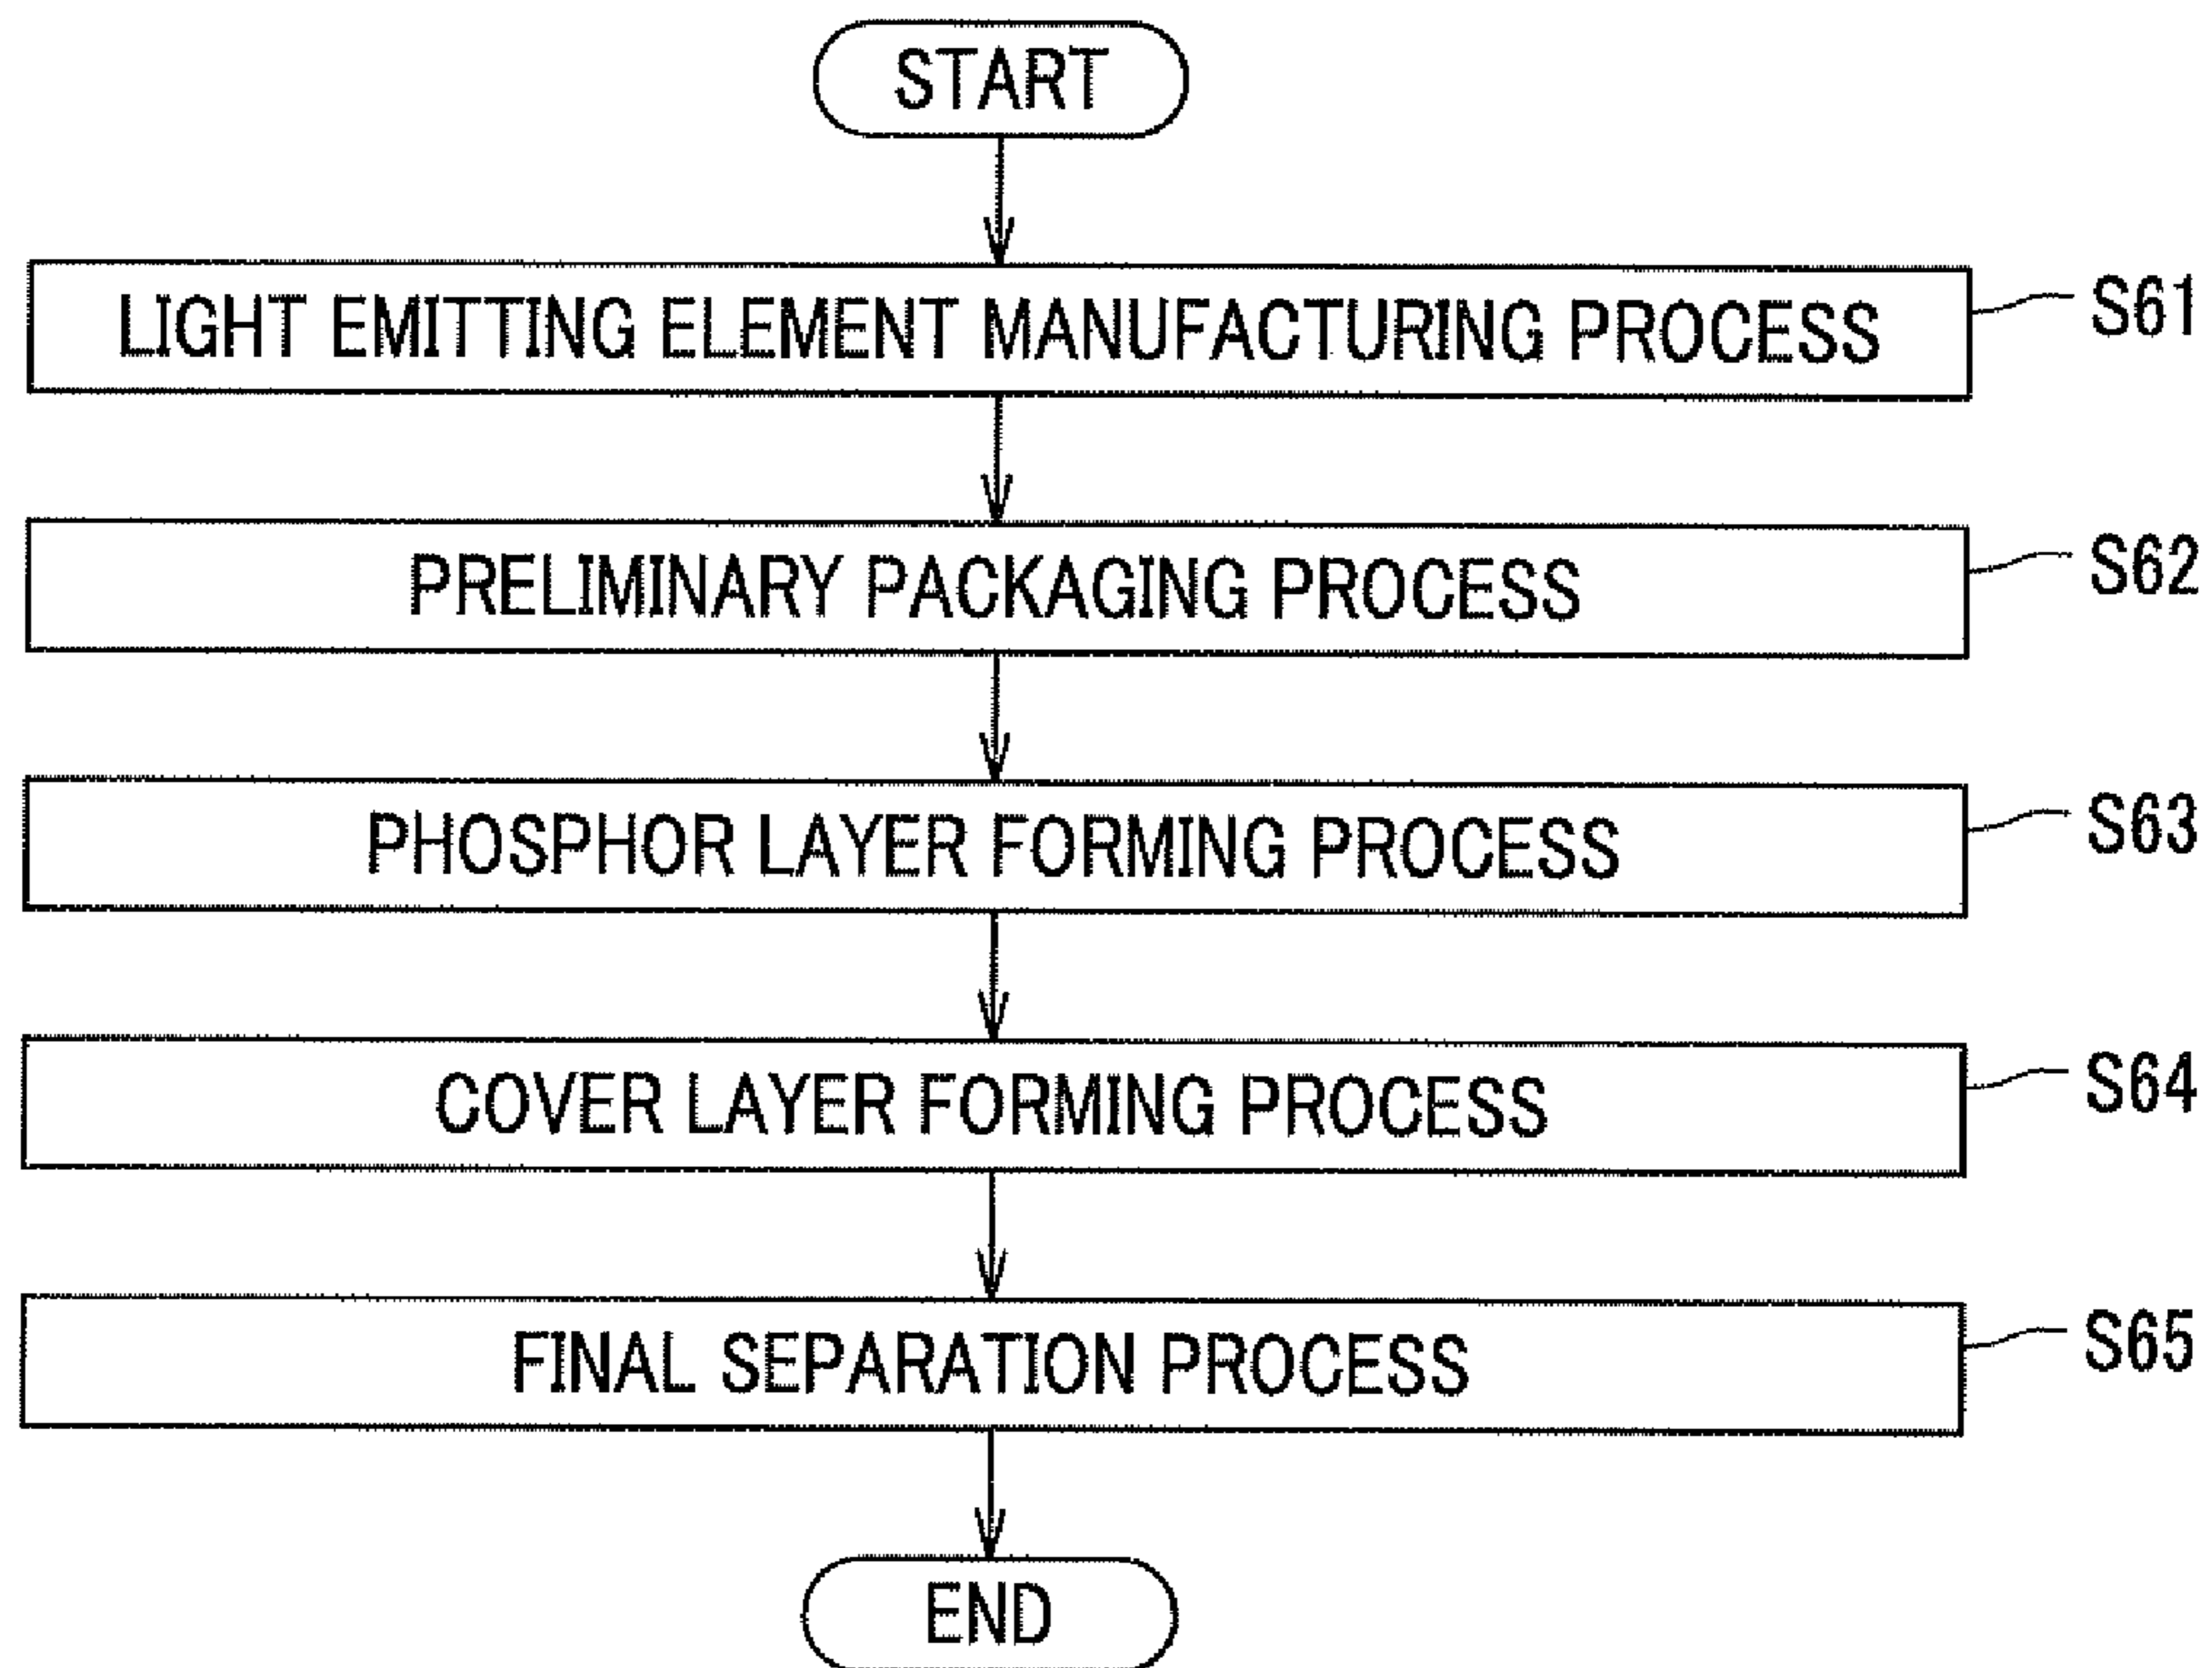 START
LIGHT EMITTING ELEMENT MANUFACTURING PROCESS S61
PRELIMINARY PACKAGING PROCESS S62
PHOSPHOR LAYER FORMING PROCESS S63
COVER LAYER FORMING PROCESS S64
FINAL SEPARATION PROCESS S65
END